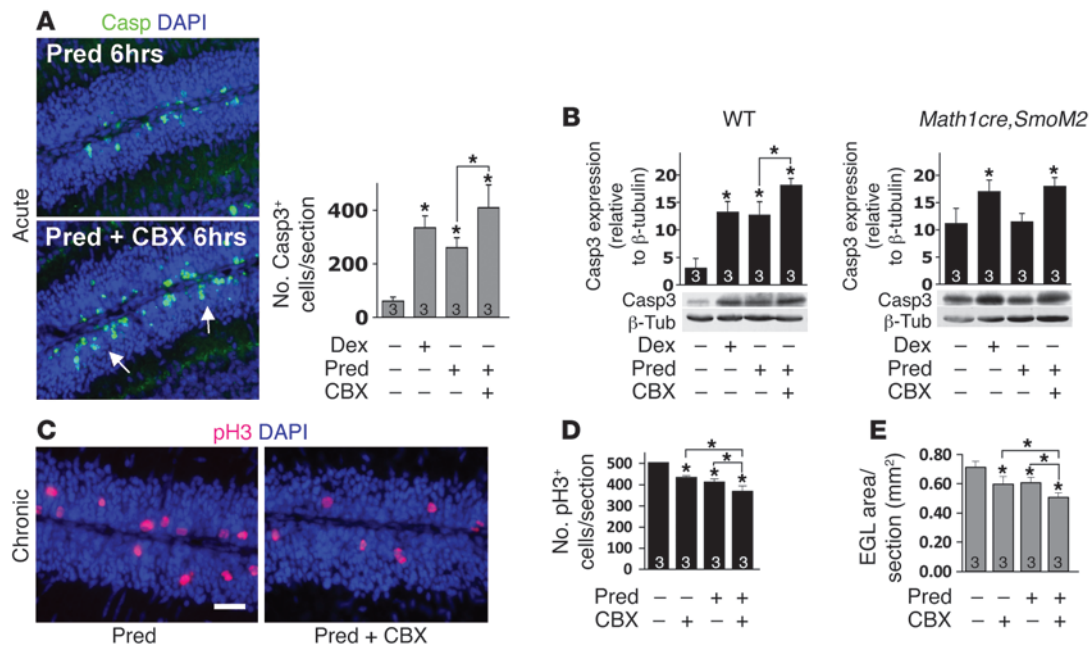 A
Casp DAPI
Pred 6hrs
Pred + CBX 6hrs
Acute
No. Casp3+
cells/section
400
200
0
3 3 3 3
* * * *
Dex – + – –
Pred – – + +
CBX – – – +
B
WT
Casp3 expression
(relative
to β-tubulin)
20
15
10
5
0
* * * *
3 3 3 3
Casp3
β-Tub
Dex – + – –
Pred – – + +
CBX – – – +
Math1cre,SmoM2
Casp3 expression
(relative
to β-tubulin)
20
15
10
5
0
* *
3 3 3 3
Casp3
β-Tub
Dex – + – –
Pred – – + +
CBX – – – +
C
pH3 DAPI
Chronic
Pred
Pred + CBX
D
No. pH3+
cells/section
500
400
300
200
100
0
* * * * *
3 3 3 3
Pred – – + +
CBX – + – +
E
EGL area/
section (mm²)
0.80
0.60
0.40
0.20
0.00
* * * * *
3 3 3 3
Pred – – + +
CBX – + – +